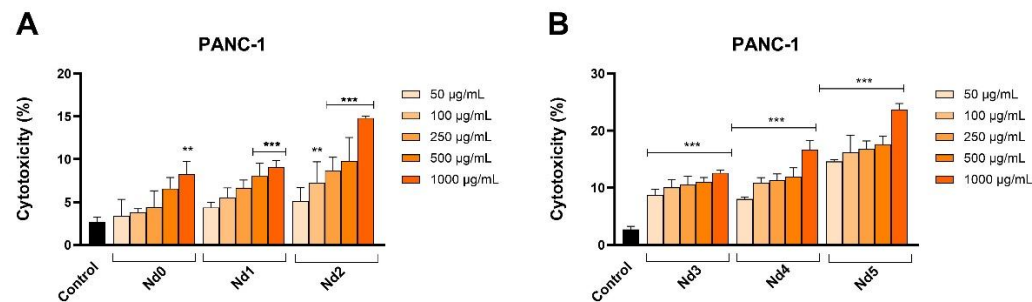 A
PANC-1
Cytotoxicity (%)
20
15
10
5
0
**
***
**
***
Control
Nd0
Nd1
Nd2
50 µg/mL
100 µg/mL
250 µg/mL
500 µg/mL
1000 µg/mL
B
PANC-1
Cytotoxicity (%)
30
20
10
0
***
***
***
Control
Nd3
Nd4
Nd5
50 µg/mL
100 µg/mL
250 µg/mL
500 µg/mL
1000 µg/mL